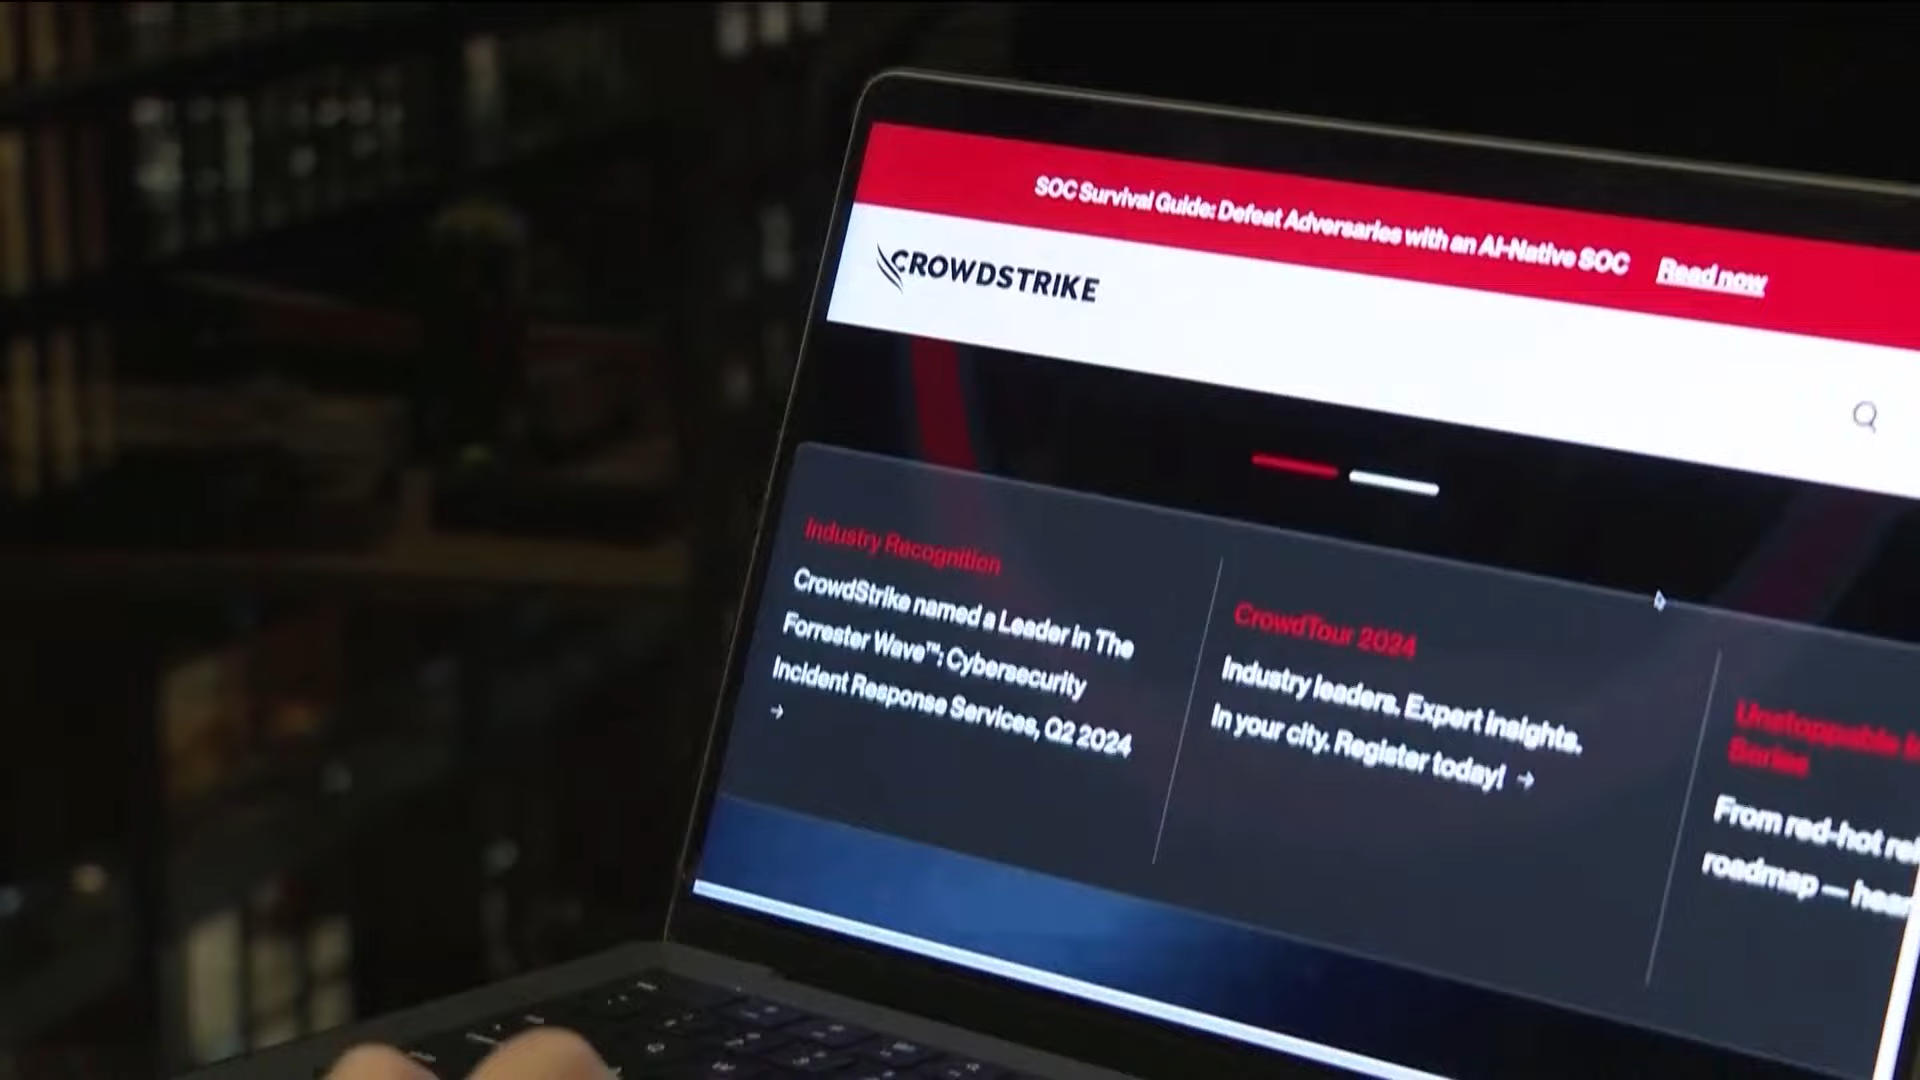 SOC Survival Guide: Defeat Adversaries with an AI-Native SOC Read now
CROWDSTRIKE
Industry Recognition
CrowdStrike named a Leader in The
Forrester Wave™: Cybersecurity
Incident Response Services, Q2 2024
→
CrowdTour 2024
Industry leaders. Expert insights.
In your city. Register today! →
Unstoppable
Series
From red-hot
roadmap —